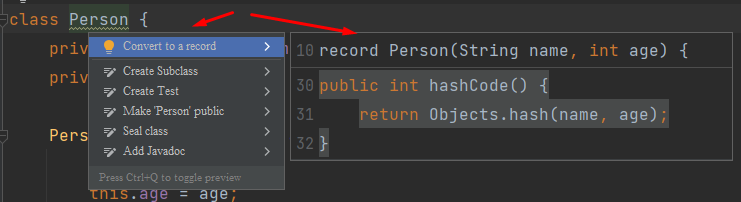 class Person {
priv
Convert to a record
n
priv
Create Subclass
Create Test
Make 'Person' public
Seal class
Pers
Add Javadoc
Press Ctrl+Q to toggle preview
this.age = age;
10 record Person(String name, int age) {
30 public int hashCode() {
31 return Objects.hash(name, age);
32 }